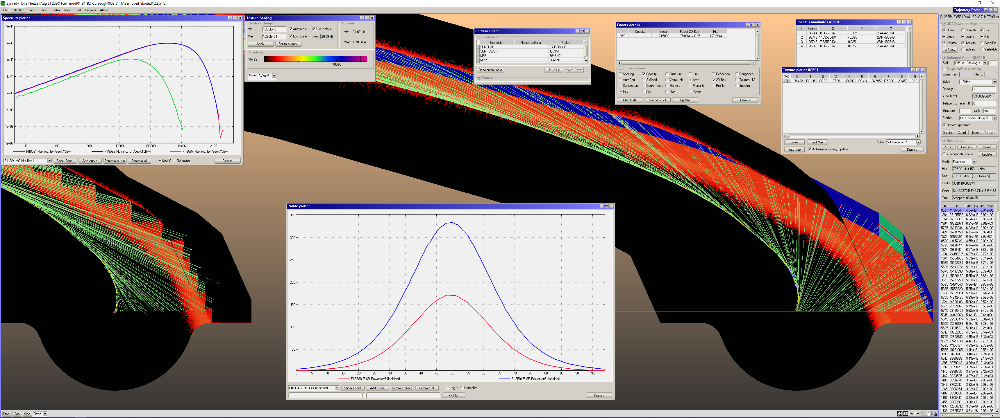 Synrad+ 1.4.27 beta9 (Aug 31 2020) [cell_modRK_B1_B2_Cu_rough0002_s1_1ABSmoved_Slanted1Q.syn7z]
File Selection Tools Facet Vertex View Test Regions About
Spectrum plotter
1e+14
1e+13
1e+12
1e+11
1e+10
1e+09
1e+08
1e+07
10 100 1000 10000 100000 1e+06 1e+07
F#8591 Flux inc. (ph/sec/.1%BW) F#8588 Flux inc. (ph/sec/.1%BW) F#8587 Flux inc. (ph/sec/.1%BW)
F#1224 MC hits (inc.) Show Facet Add curve Remove curve Remove all Log Y Normalize Dismiss
Texture Scaling
Texture Range Current
Min 1.260E-10 Autoscale Use colors Min: 3.110E-10
Max 1.260E+04 Log scale Swap 20.59MB Max: 1.170E+04
Apply Set to current
Gradient
1.54e3
1.00e0
Power (W/cm²
Formula Editor
Formula list
Expression Name (optional) Value
SUMFLUX 2.71388e+18
SUMPOWER 169314
MFP 3646.42
MPP 3645.91
Recalculate now Move Up Move Down
Format
Facets details
# Opacity Area Facet 2D Box Hits
8591 1 33.5032 670.064 x 0.05 11797944
Show column
Sticking Opacity Structure Link Reflection Roughness
AutoCorr 2 Sided Vertex nb Area 2D Box Texture UV
Sample/cm Count mode Memory Planarity Profile Spectrum
Hits Abs. Flux Power
Check All Uncheck All Update Dismiss
Facets coordinates #8591
# Vertex X Y Z
1 26744 18.86779348 -0.025 2144.428174
2 26743 17.53530434 -0.025 2814.490948
3 26745 17.53530434 0.025 2814.490948
4 26746 18.86779348 0.025 2144.428174
Texture plotter #8591
0 1 2 3 4 5 6 7 8 9
0 129.432 132.135 126.691 127.891 130.392 129.414 126.795 135.366 129.456
Save Find Max. View SR Power/cm²
Auto size Autosize on every update Dismiss
Profile plotter
350
300
250
200
150
100
50
0 5 10 15 20 25 30 35 40 45 50 55 60 65 70 75 80 85 90 95
F#8588 v⃗ SR Power/cm² (incident) F#8591 v⃗ SR Power/cm² (incident)
F#1394 v⃗ MC Hits (incident) Show Facet Add curve Remove curve Remove all Log Y Normalize
-> Plot Dismiss
Front Top Side Ortho.
Trajectory Point...
V:26754 F:8591 Dim:(118.249,7,14072.6)
3D Viewer settings
Rules Normals u⃗,v⃗
Lines Leaks Hits
Volume Texture FacetIDs
<< View Indices VertexIDs
Selected Facet (#8591)
Refl: Diffuse, Sticking-> 1
Rough surface scattering
sigma (nm): T (nm):
Sides: 1 Sided
Opacity: 1
Area (cm²): 33.50320494
Teleport to facet # 0
Structure: 1 Link: no
Profile: Flux, power along v⃗
Record spectrum
Details... Coord. Mesh... Apply
Simulation
<< Sim Resume Reset
Auto update scene Update
Mode Fluxwise
Hits 795.82 Mhit (59.1 Khit/s)
Des. 795.93 Mdes (59.1 Kdes/s)
Leaks 30111 (0.0038%)
Dose Scn:30270.5 F=2.71e+18 P=1.69
Time Stopped: 03:44:35
# Hits AbsFlux AbsPower
8591 11797944 4.5e+16 3.94e+03
1284 25125597 6.32e+16 3.93e+03
1264 16353385 6.24e+16 3.93e+03
1304 16282074 6.21e+16 3.91e+03
5735 16313034 6.23e+16 3.92e+03
1424 16214753 6.19e+16 3.9e+03
1224 16192551 6.18e+16 3.9e+03
8588 11915749 4.55e+16 3.89e+03
5725 16161447 6.17e+16 3.89e+03
1274 15916110 6.07e+16 3.83e+03
1334 24498015 6.07e+16 3.77e+03
1364 15534680 5.93e+16 3.74e+03
5585 15553284 5.94e+16 3.74e+03
5535 15516872 5.92e+16 3.73e+03
5675 15416598 5.88e+16 3.7e+03
1314 15326460 5.85e+16 3.69e+03
365 15272221 5.83e+16 3.67e+03
5595 15194043 5.8e+16 3.65e+03
5655 15158820 5.75e+16 3.62e+03
1374 15009354 5.73e+16 3.61e+03
5705 14942430 5.69e+16 3.59e+03
1324 14828106 5.66e+16 3.57e+03
5605 23521028 5.79e+16 3.55e+03
5745 23125421 5.62e+16 3.45e+03
5615 14143663 5.4e+16 3.4e+03
5545 22536474 5.33e+16 3.31e+03
5555 13590896 5.19e+16 3.28e+03
5575 13311572 5.08e+16 3.2e+03
5715 13032359 4.97e+16 3.14e+03
5755 12959813 4.95e+16 3.13e+03
5665 11528839 4.4e+16 2.78e+03
5525 11355167 4.33e+16 2.73e+03
5565 10761065 4.11e+16 2.59e+03
1093 9123009 3.48e+16 2.19e+03
5515 8988938 3.43e+16 2.17e+03
1395 8879243 3.39e+16 2.13e+03
1397 8873126 3.39e+16 2.13e+03
1445 8830700 3.37e+16 2.12e+03
1447 8833525 3.37e+16 2.12e+03
1405 8656770 3.3e+16 2.08e+03
1247 8702215 3.32e+16 2.09e+03
1245 8706954 3.32e+16 2.09e+03
1407 8658036 3.3e+16 2.07e+03
1457 8608410 3.29e+16 2.07e+03
1455 8607198 3.28e+16 2.06e+03
1437 12956712 3.31e+16 2.05e+03
1435 12955357 3.31e+16 2.05e+03